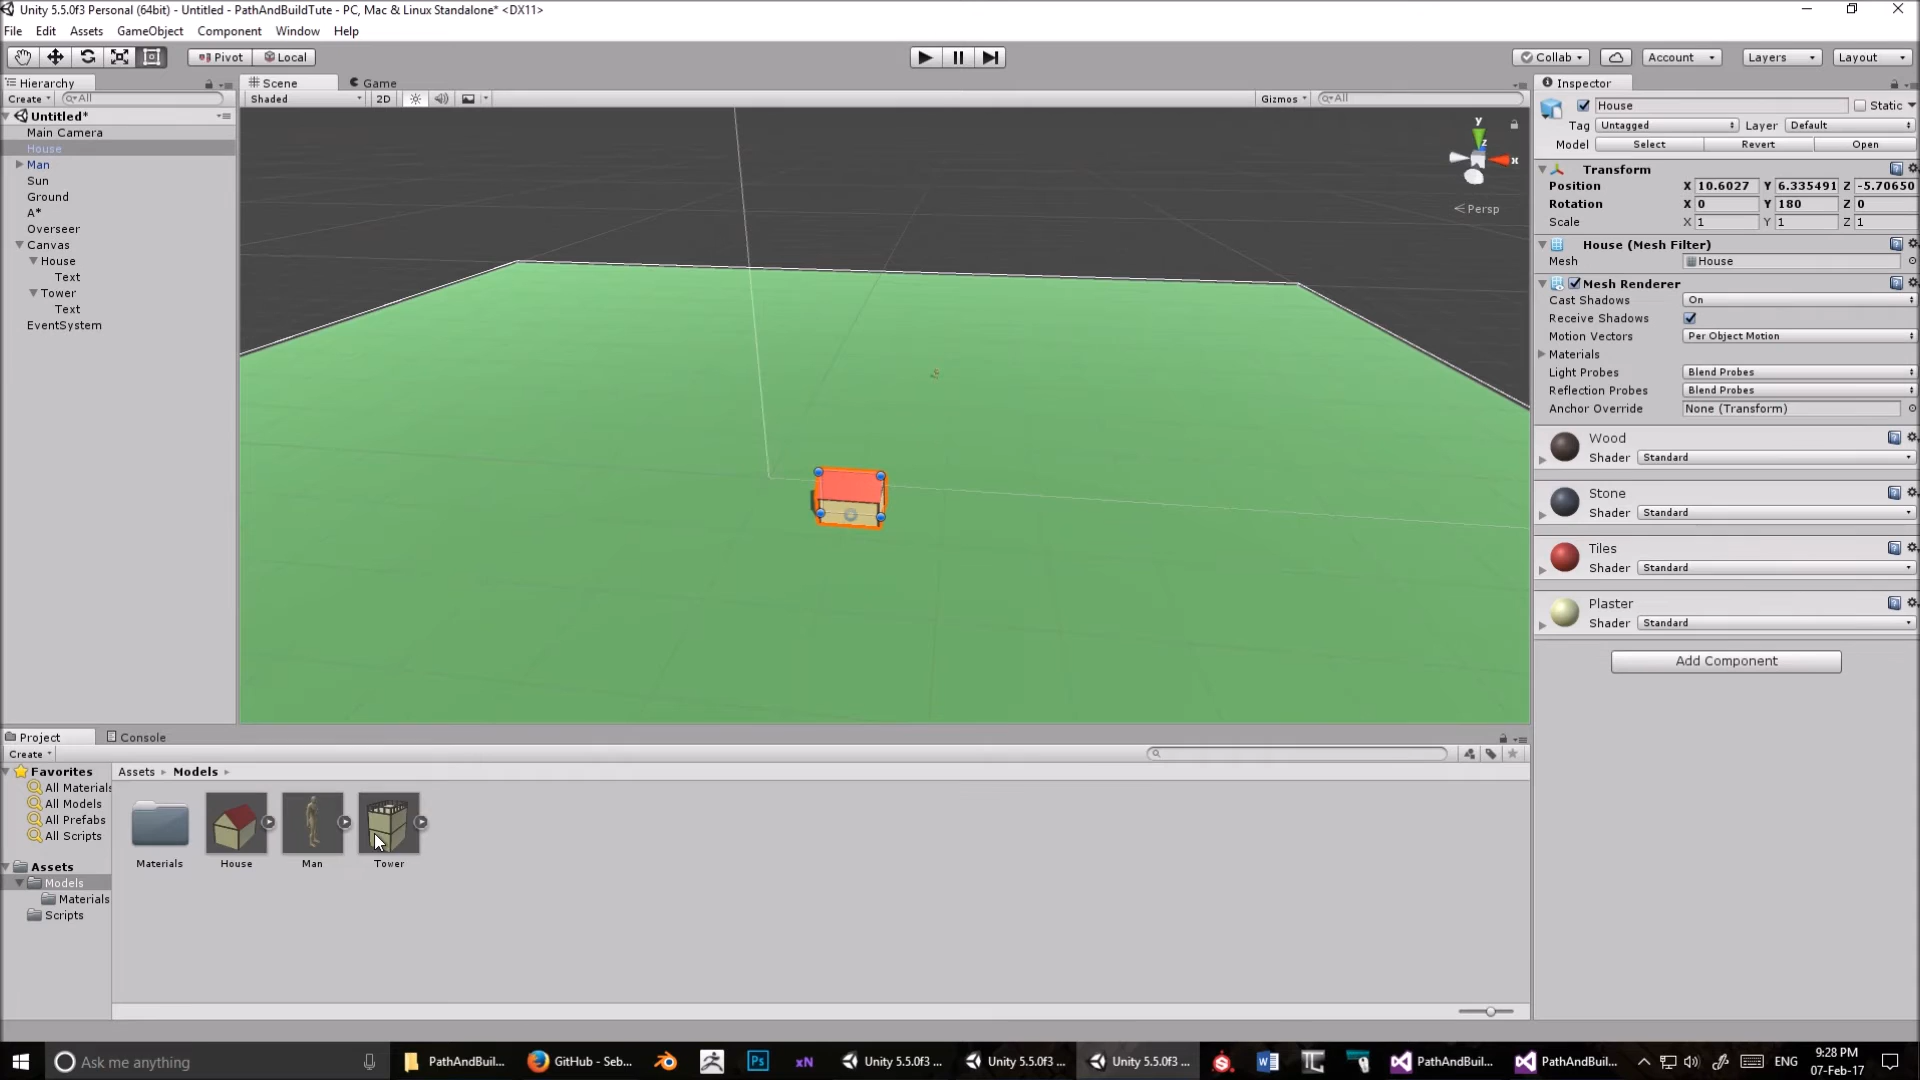 Unity 5.5.0f3 Personal (64bit) - Untitled - PathAndBuildTute - PC, Mac & Linux Standalone* <DX11>
File Edit Assets GameObject Component Window Help
Pivot Local Collab Account Layers Layout
Hierarchy Scene Game Inspector
Create All Shaded 2D Gizmos All House Static
Untitled*
Main Camera Tag Untagged Layer Default
House Model Select Revert Open
Man Transform
Sun Position X 10.6027 Y 6.335491 Z -5.70650
Ground Rotation X 0 Y 180 Z 0
A* Persp Scale X 1 Y 1 Z 1
Overseer
Canvas House (Mesh Filter)
House Mesh House
Text Mesh Renderer
Tower Cast Shadows On
Text Receive Shadows
EventSystem Motion Vectors Per Object Motion
Materials
Light Probes Blend Probes
Reflection Probes Blend Probes
Anchor Override None (Transform)
Wood
Shader Standard
Stone
Shader Standard
Tiles
Shader Standard
Plaster
Shader Standard
Add Component
y
z
x
Project Console
Create
Favorites Assets Models
All Materials
All Models
All Prefabs
All Scripts
Assets Materials House Man Tower
Models
Materials
Scripts
Ask me anything PathAndBuil... GitHub - Seb... Ps xN Unity 5.5.0f3 ... Unity 5.5.0f3 ... Unity 5.5.0f3 ... PathAndBuil... PathAndBuil... ENG 9:28 PM
07-Feb-17